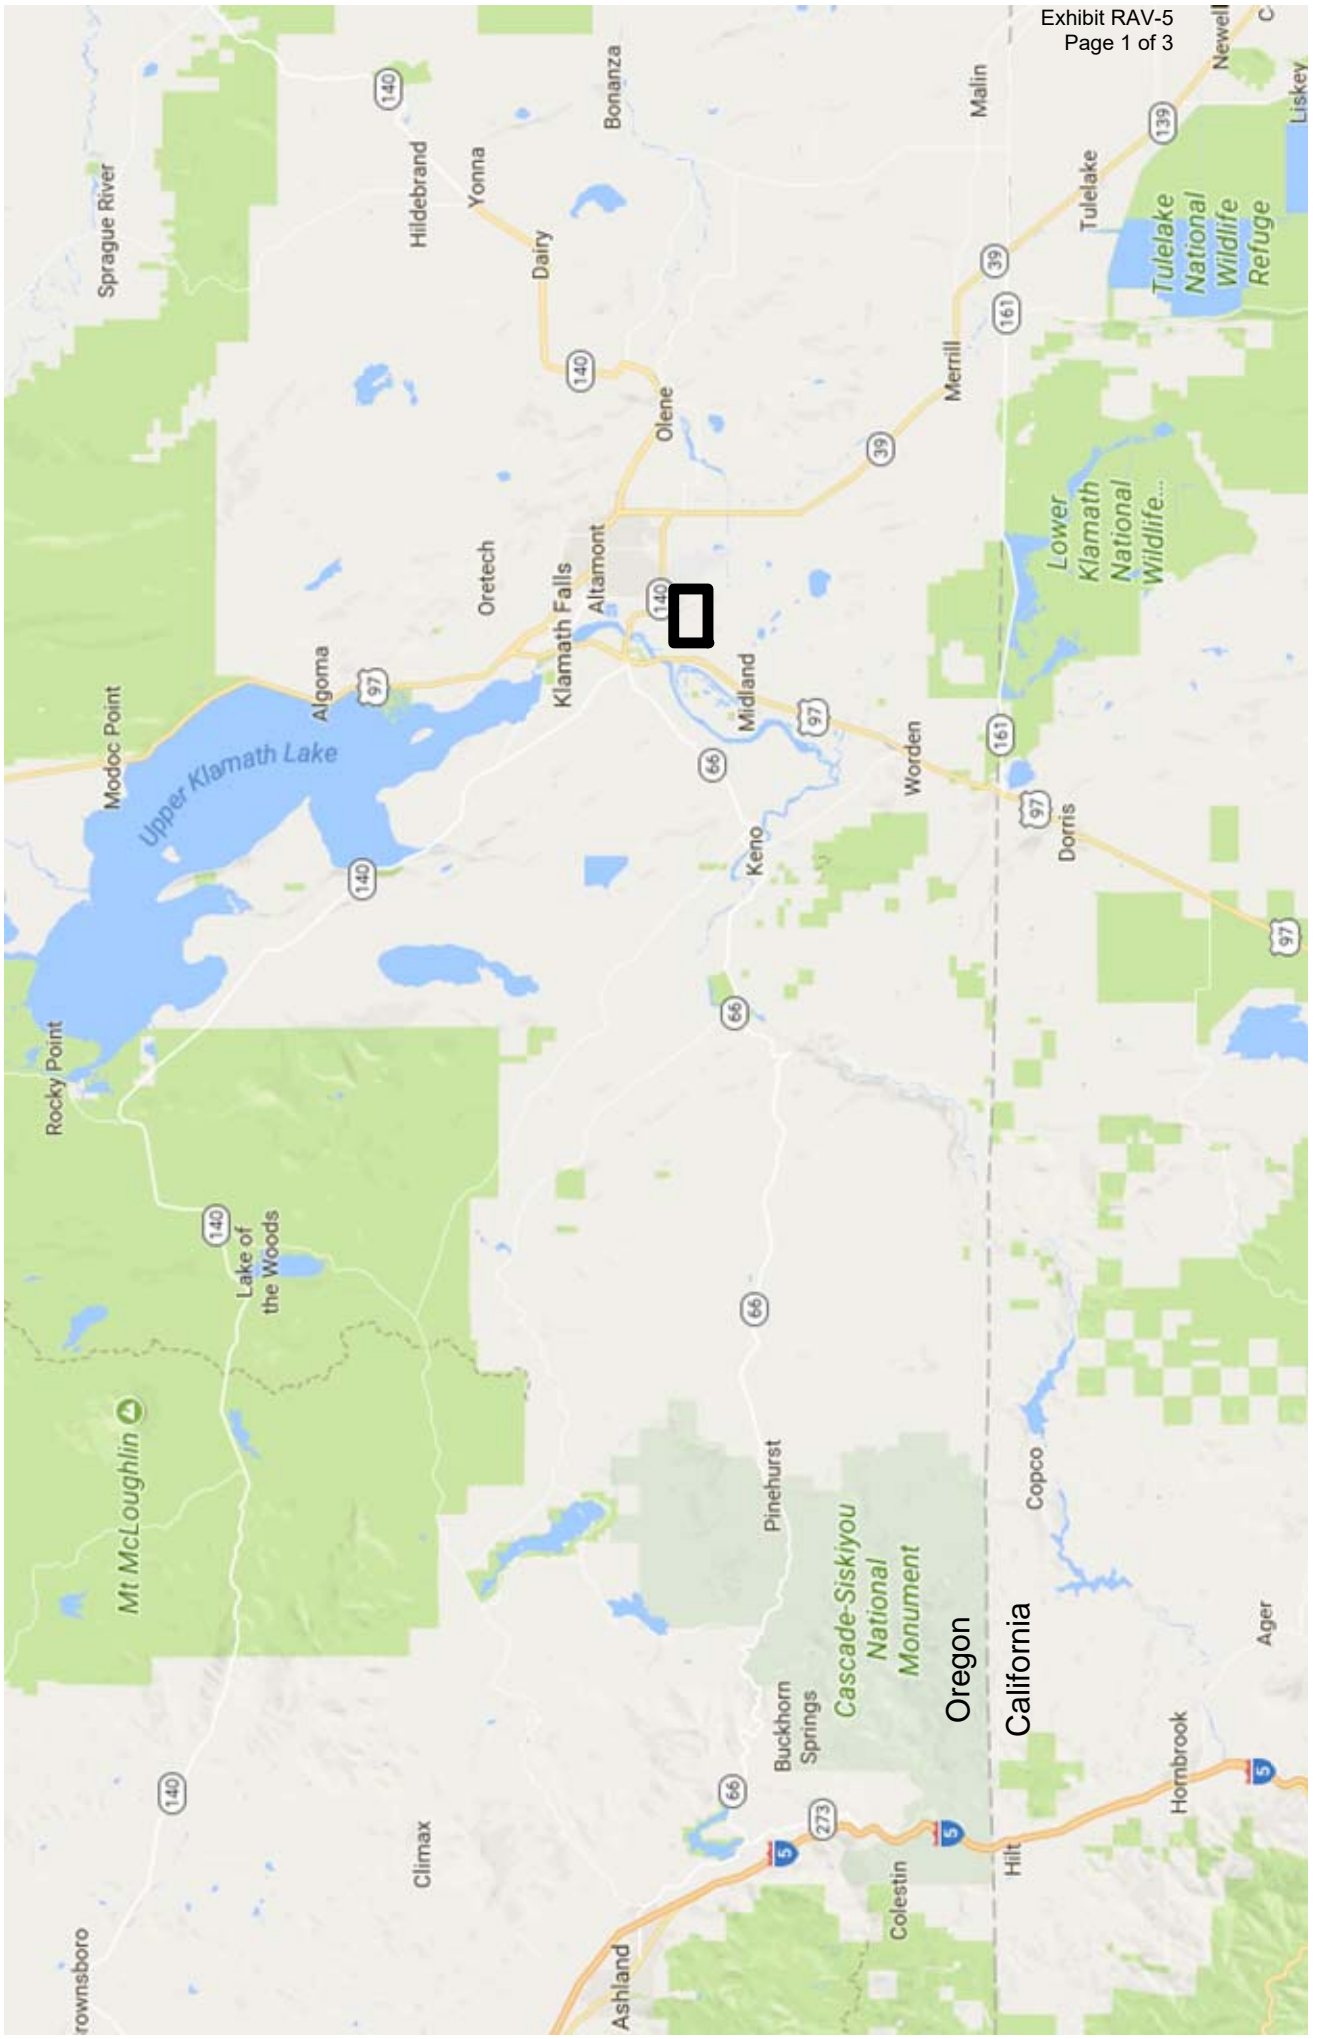 Exhibit RAV-5
Page 1 of 3
rownsboro
140
Climax
Ashland
5
66
273
Colestin
5
Hilt
Hornbrook
5
Ager
Buckhorn
Springs
Cascade-Siskiyou
National
Monument
Oregon
California
Pinehurst
Copco
Mt McLoughlin
140
Lake of
the Woods
66
Rocky Point
66
140
Upper Klamath Lake
Modoc Point
Algoma
97
Keno
66
Midland
97
Worden
161
97
Dorris
97
Klamath Falls
Altamont
Oretech
140
Olene
140
Dairy
Yonna
Hildebrand
140
Sprague River
Bonanza
39
Merrill
39
161
Malin
Lower
Klamath
National
Wildlife...
Tulelake
139
Tulelake
National
Wildlife
Refuge
Newell
C
Liskey